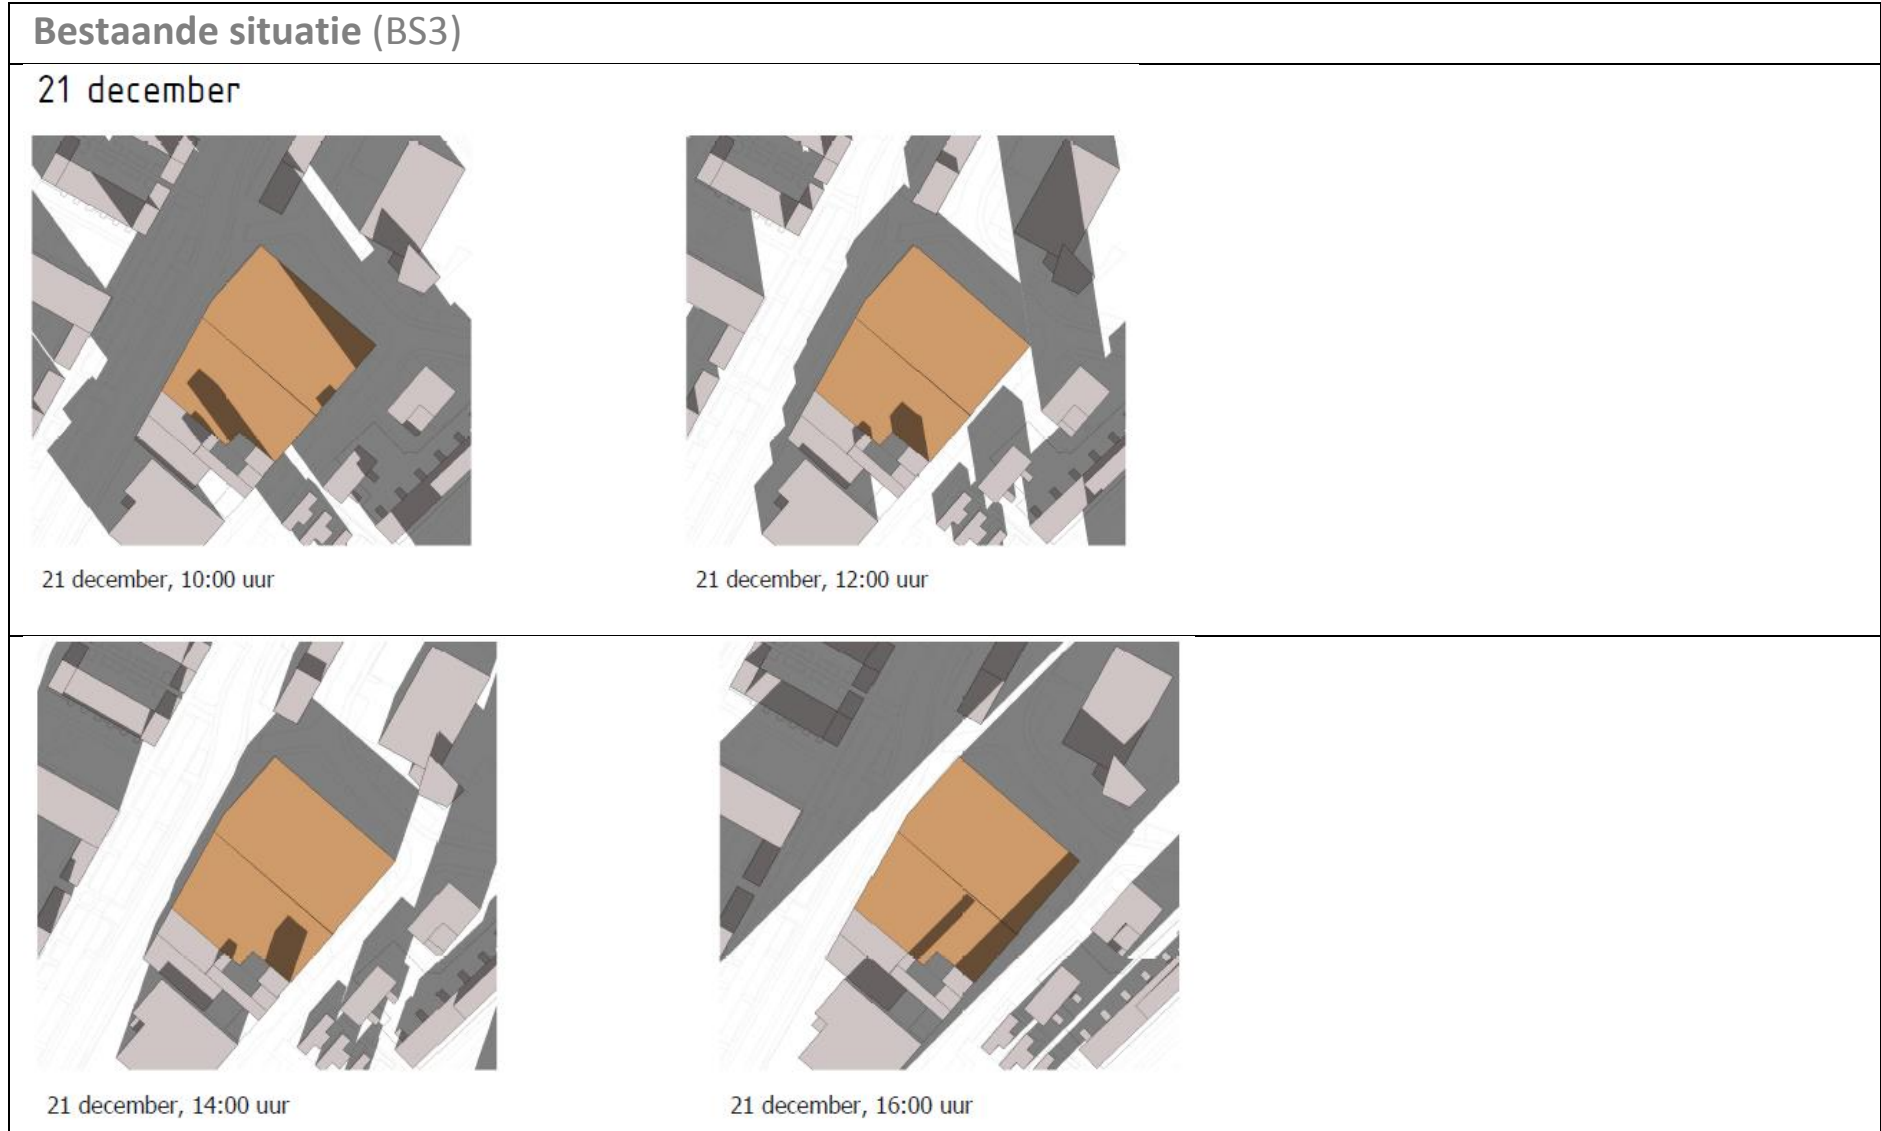 Bestaande situatie (BS3)
21 december
21 december, 10:00 uur
21 december, 12:00 uur
21 december, 14:00 uur
21 december, 16:00 uur